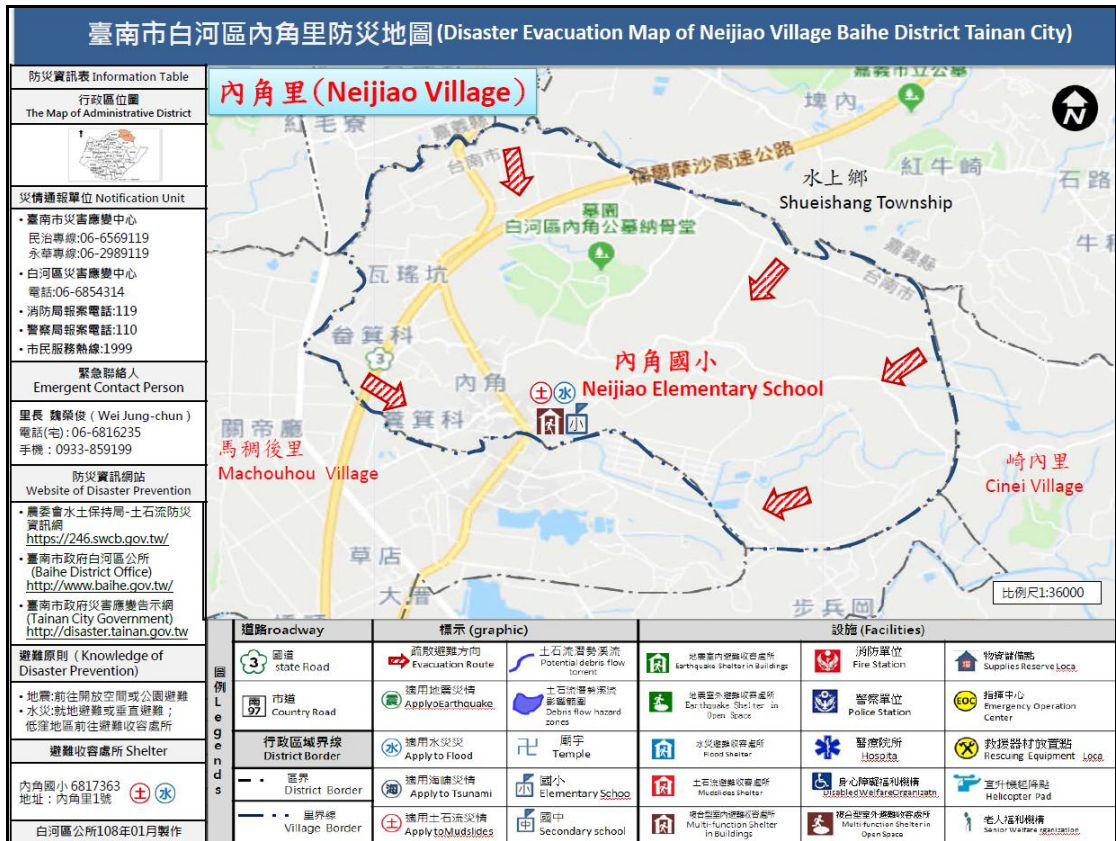 臺南市白河區內角里防災地圖(Disaster Evacuation Map of Neijiao Village Baihe District Tainan City)
防災資訊表 Information Table
行政區位圖
The Map of Administrative District
災情通報單位 Notification Unit
• 臺南市災害應變中心
民治專線:06-6569119
永華專線:06-2989119
• 白河區災害應變中心
電話:06-6854314
• 消防局報案電話:119
• 警察局報案電話:110
• 市民服務熱線:1999
緊急聯絡人
Emergent Contact Person
里長 魏榮俊 ( Wei Jung-chun )
電話(宅) : 06-6816235
手機 : 0933-859199
防災資訊網站
Website of Disaster Prevention
• 農委會水土保持局-土石流防災
資訊網
https://246.swcb.gov.tw/
• 臺南市政府白河區公所
(Baihe District Office)
http://www.baihe.gov.tw/
• 臺南市政府災害應變告示網
(Tainan City Government)
http://disaster.tainan.gov.tw
避難原則 ( Knowledge of
Disaster Prevention)
• 地震:前往開放空間或公園避難
• 水災:就地避難或垂直避難 ;
低窪地區前往避難收容處所
避難收容處所 Shelter
內角國小 6817363
地址 : 內角里1號
土 水
白河區公所108年01月製作
內角里(Neijiao Village)
紅毛寮
嘉義縣
台南市
福爾摩沙高速公路
嘉義市立公墓
埤內
N
紅牛崎
石路
水上鄉
Shueishang Township
牛
墓園
白河區內角公墓納骨堂
嘉義縣
台南市
瓦瑤坑
畚箕科
3
內角
內角國小
土 水 Neijiao Elementary School
小
糞箕科
關帝廳
馬稠後里
Machouhou Village
崎內里
Cinei Village
草店
大厝
步兵岡
比例尺1:36000
圖例 Legends
道路roadway
標示 (graphic)
設施 (Facilities)
3 國道
state Road
南97 市道
Country Road
行政區域界線
District Border
區界
District Border
里界線
Village Border
疏散避難方向
Evacuation Route
震 適用地震災情
ApplyoEarthquake
水 適用水災災
Apply to Flood
海 適用海嘯災情
Apply to Tsunami
土 適用土石流災情
ApplytoMudslides
土石流潛勢溪流
Potential debris flow
torrent
土石流潛勢溪流
影響範圍
Debris flow hazard
zones
廟宇
Temple
小 國小
Elementary Schoo
中 國中
Secondary school
地震室內避難收容處所
Earthquake Shelter in Buildings
地震室外避難收容處所
Earthquake Shelter in
Open Space
水災避難收容處所
Flood Shelter
土石流避難收容處所
Mudslides Shelter
複合型室內避難收容處所
Multi-function Shelter
in Buildings
消防單位
Fire Station
警察單位
Police Station
醫療院所
Hospita
身心障礙福利機構
DisabledWelfareOrganizatn
複合型室外避難收容處所
Multi-function Shelter in
Open Space
物資儲備點
Supplies Reserve Loca
EOC 指揮中心
Emergency Operation
Center
救援器材放置點
Rescuing Equipment Loca
直升機起降點
Helicopter Pad
老人福利機構
Senior Welfare rganization